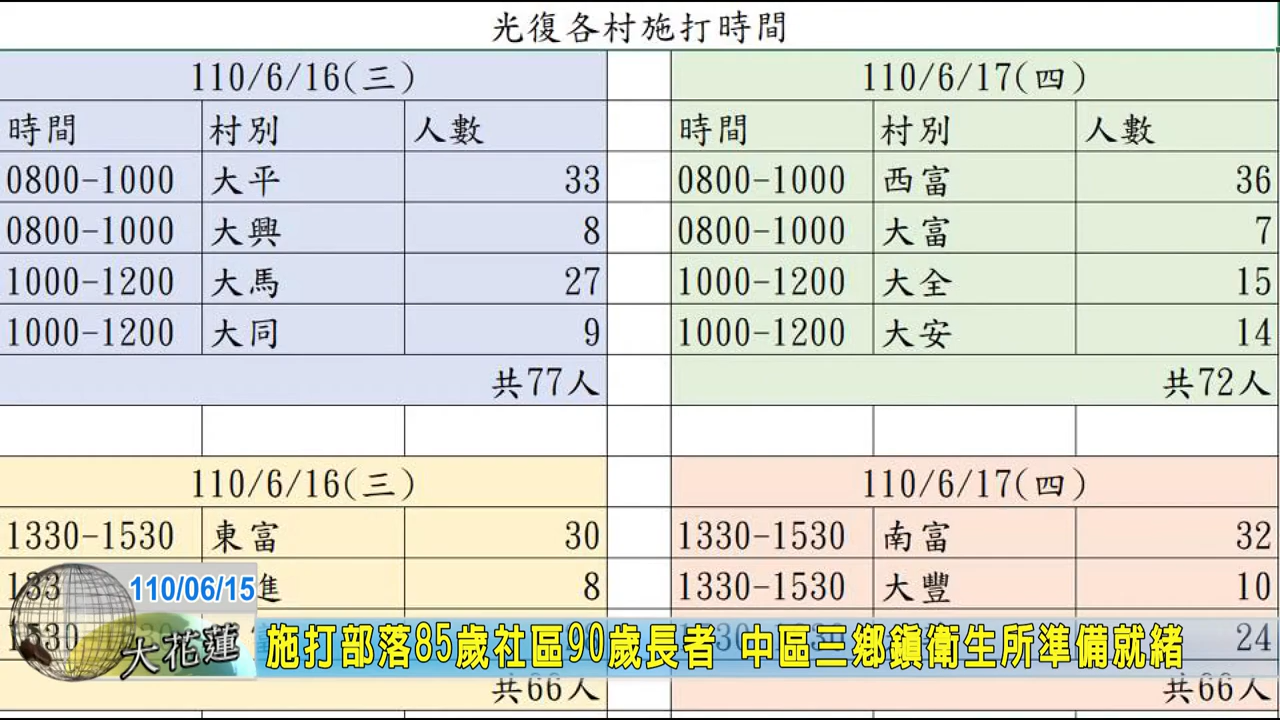 光復各村施打時間
110/6/16(三) 110/6/17(四)
時間 村別 人數 時間 村別 人數
0800-1000 大平 33 0800-1000 西富 36
0800-1000 大興 8 0800-1000 大富 7
1000-1200 大馬 27 1000-1200 大全 15
1000-1200 大同 9 1000-1200 大安 14
共77人 共72人
110/6/16(三) 110/6/17(四)
1330-1530 東富 30 1330-1530 南富 32
133 進 8 1330-1530 大豐 10
110/06/15
1530 24
大花蓮
施打部落85歲社區90歲長者 中區三鄉鎮衛生所準備就緒
共66人 共66人